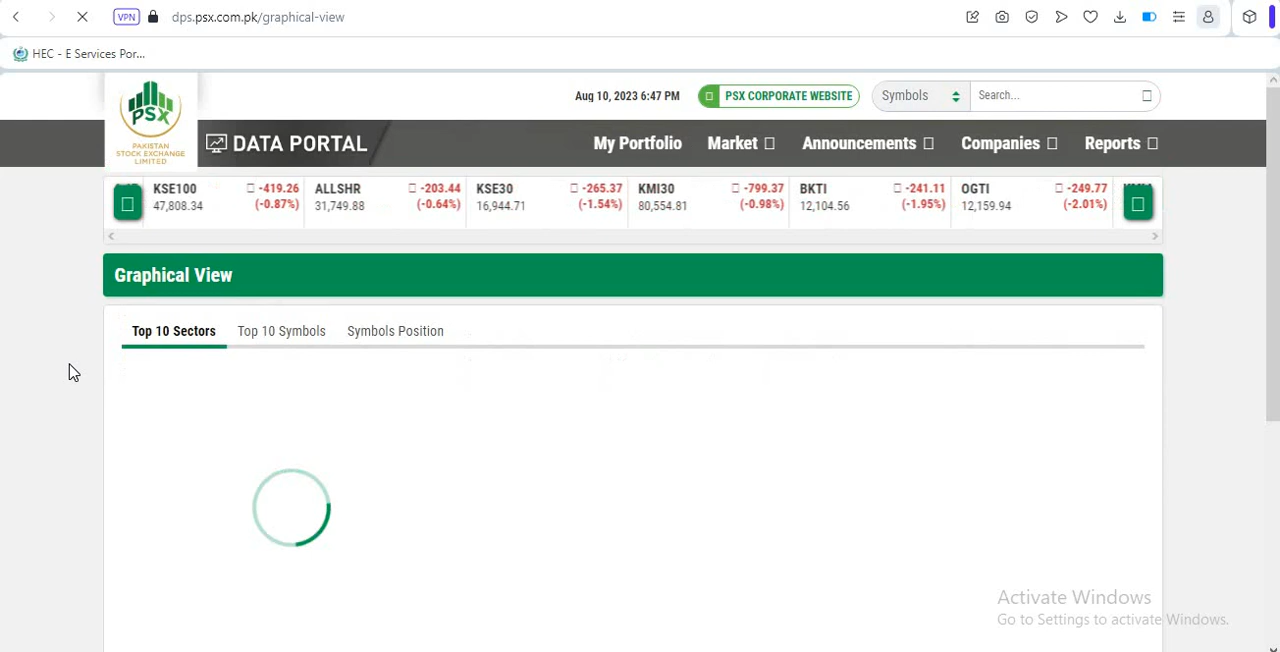 VPN dps.psx.com.pk/graphical-view
HEC - E Services Por...
PSX
PAKISTAN
STOCK EXCHANGE
LIMITED
Aug 10, 2023 6:47 PM PSX CORPORATE WEBSITE Symbols Search...
DATA PORTAL My Portfolio Market Announcements Companies Reports
KSE100 -419.26 ALLSHR -203.44 KSE30 -265.37 KMI30 -799.37 BKTI -241.11 OGTI -249.77
47,808.34 (-0.87%) 31,749.88 (-0.64%) 16,944.71 (-1.54%) 80,554.81 (-0.98%) 12,104.56 (-1.95%) 12,159.94 (-2.01%)
Graphical View
Top 10 Sectors Top 10 Symbols Symbols Position
Activate Windows
Go to Settings to activate Windows.